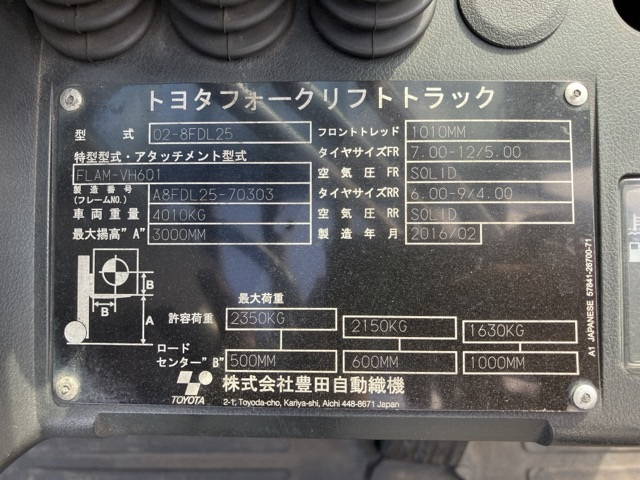 トヨタフォークリフトトラック
型式 02-8FDL25 フロントトレッド 1010MM
特型型式・アタッチメント型式 タイヤサイズFR 7.00-12/5.00
FLAM-VH601 空気圧FR SOLID
製造番号(フレームNO.) A8FDL25-70303 タイヤサイズRR 6.00-9/4.00
車両重量 4010KG 空気圧RR SOLID
最大揚高"A" 3000MM 製造年月 2016/02
B
B
A
最大荷重
許容荷重 2350KG 2150KG 1630KG
ロードセンター"B" 500MM 600MM 1000MM
TOYOTA 株式会社豊田自動織機
2-1, Toyoda-cho, Kariya-shi, Aichi 448-8671 Japan
A1 JAPANESE 57841-26700-71